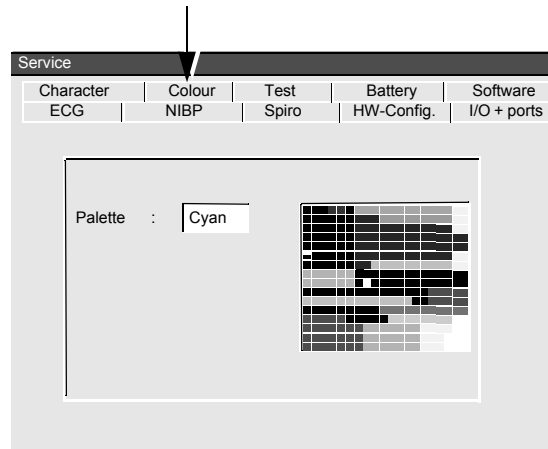 Service
Character Colour Test Battery Software
ECG NIBP Spiro HW-Config. I/O + ports
Palette : Cyan